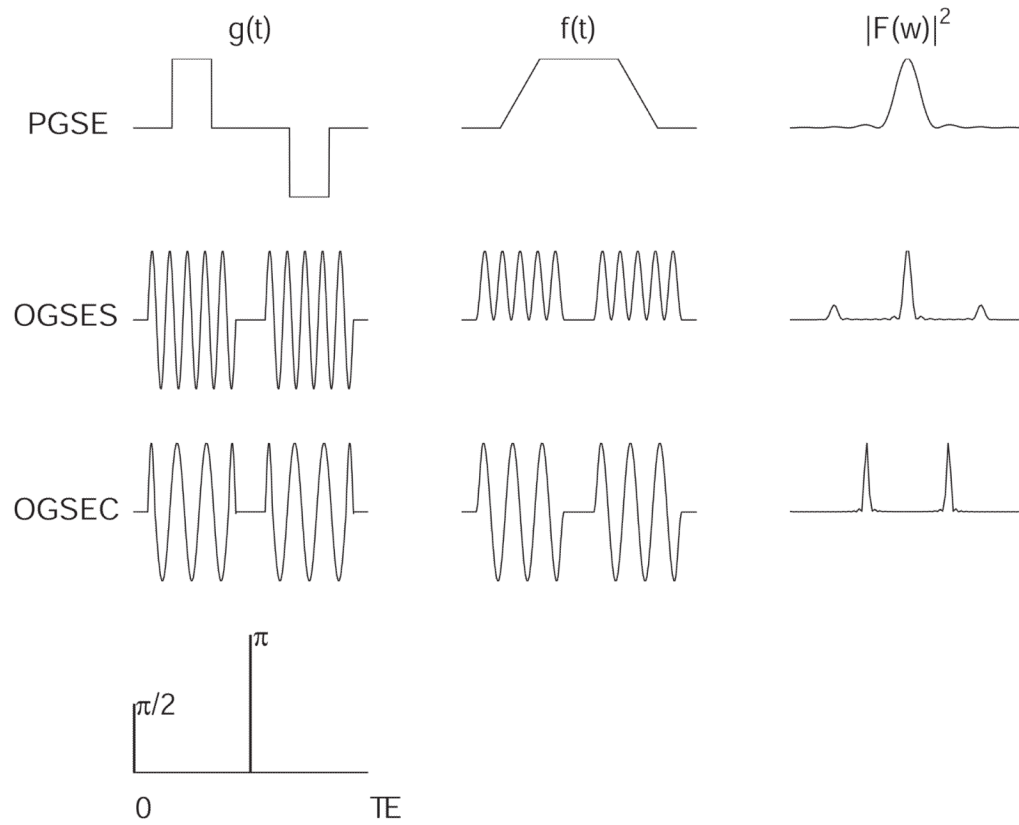 g(t) f(t) |F(w)|²
PGSE
OGSES
OGSEC
π
π/2
0 TE